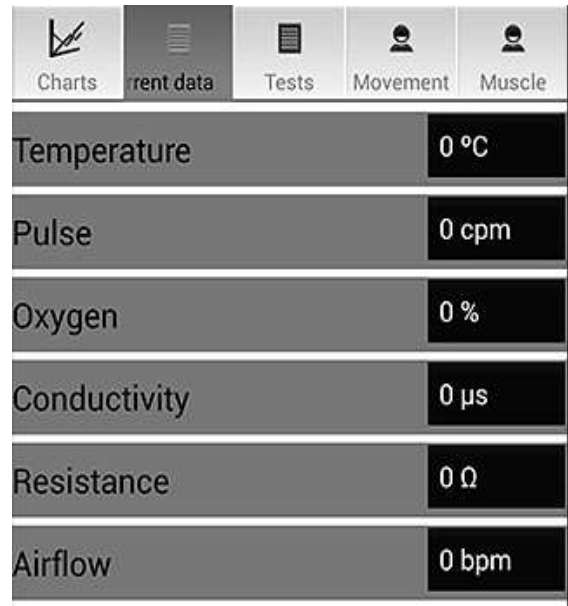 Charts rrent data Tests Movement Muscle
Temperature 0 ºC
Pulse 0 cpm
Oxygen 0 %
Conductivity 0 µs
Resistance 0 Ω
Airflow 0 bpm